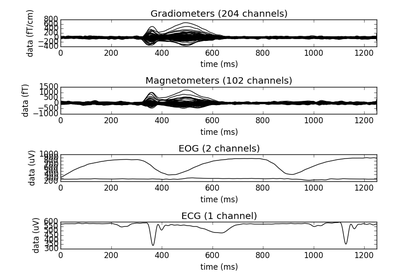 Gradiometers (204 channels)
data (fT/cm)
800
600
400
200
0
−200
−400
0 200 400 600 800 1000 1200
time (ms)
Magnetometers (102 channels)
data (fT)
1500
1000
500
0
−500
−1000
0 200 400 600 800 1000 1200
time (ms)
EOG (2 channels)
data (uV)
1000
900
800
700
600
500
400
300
200
0 200 400 600 800 1000 1200
time (ms)
ECG (1 channel)
data (uV)
600
550
500
450
400
350
300
0 200 400 600 800 1000 1200
time (ms)